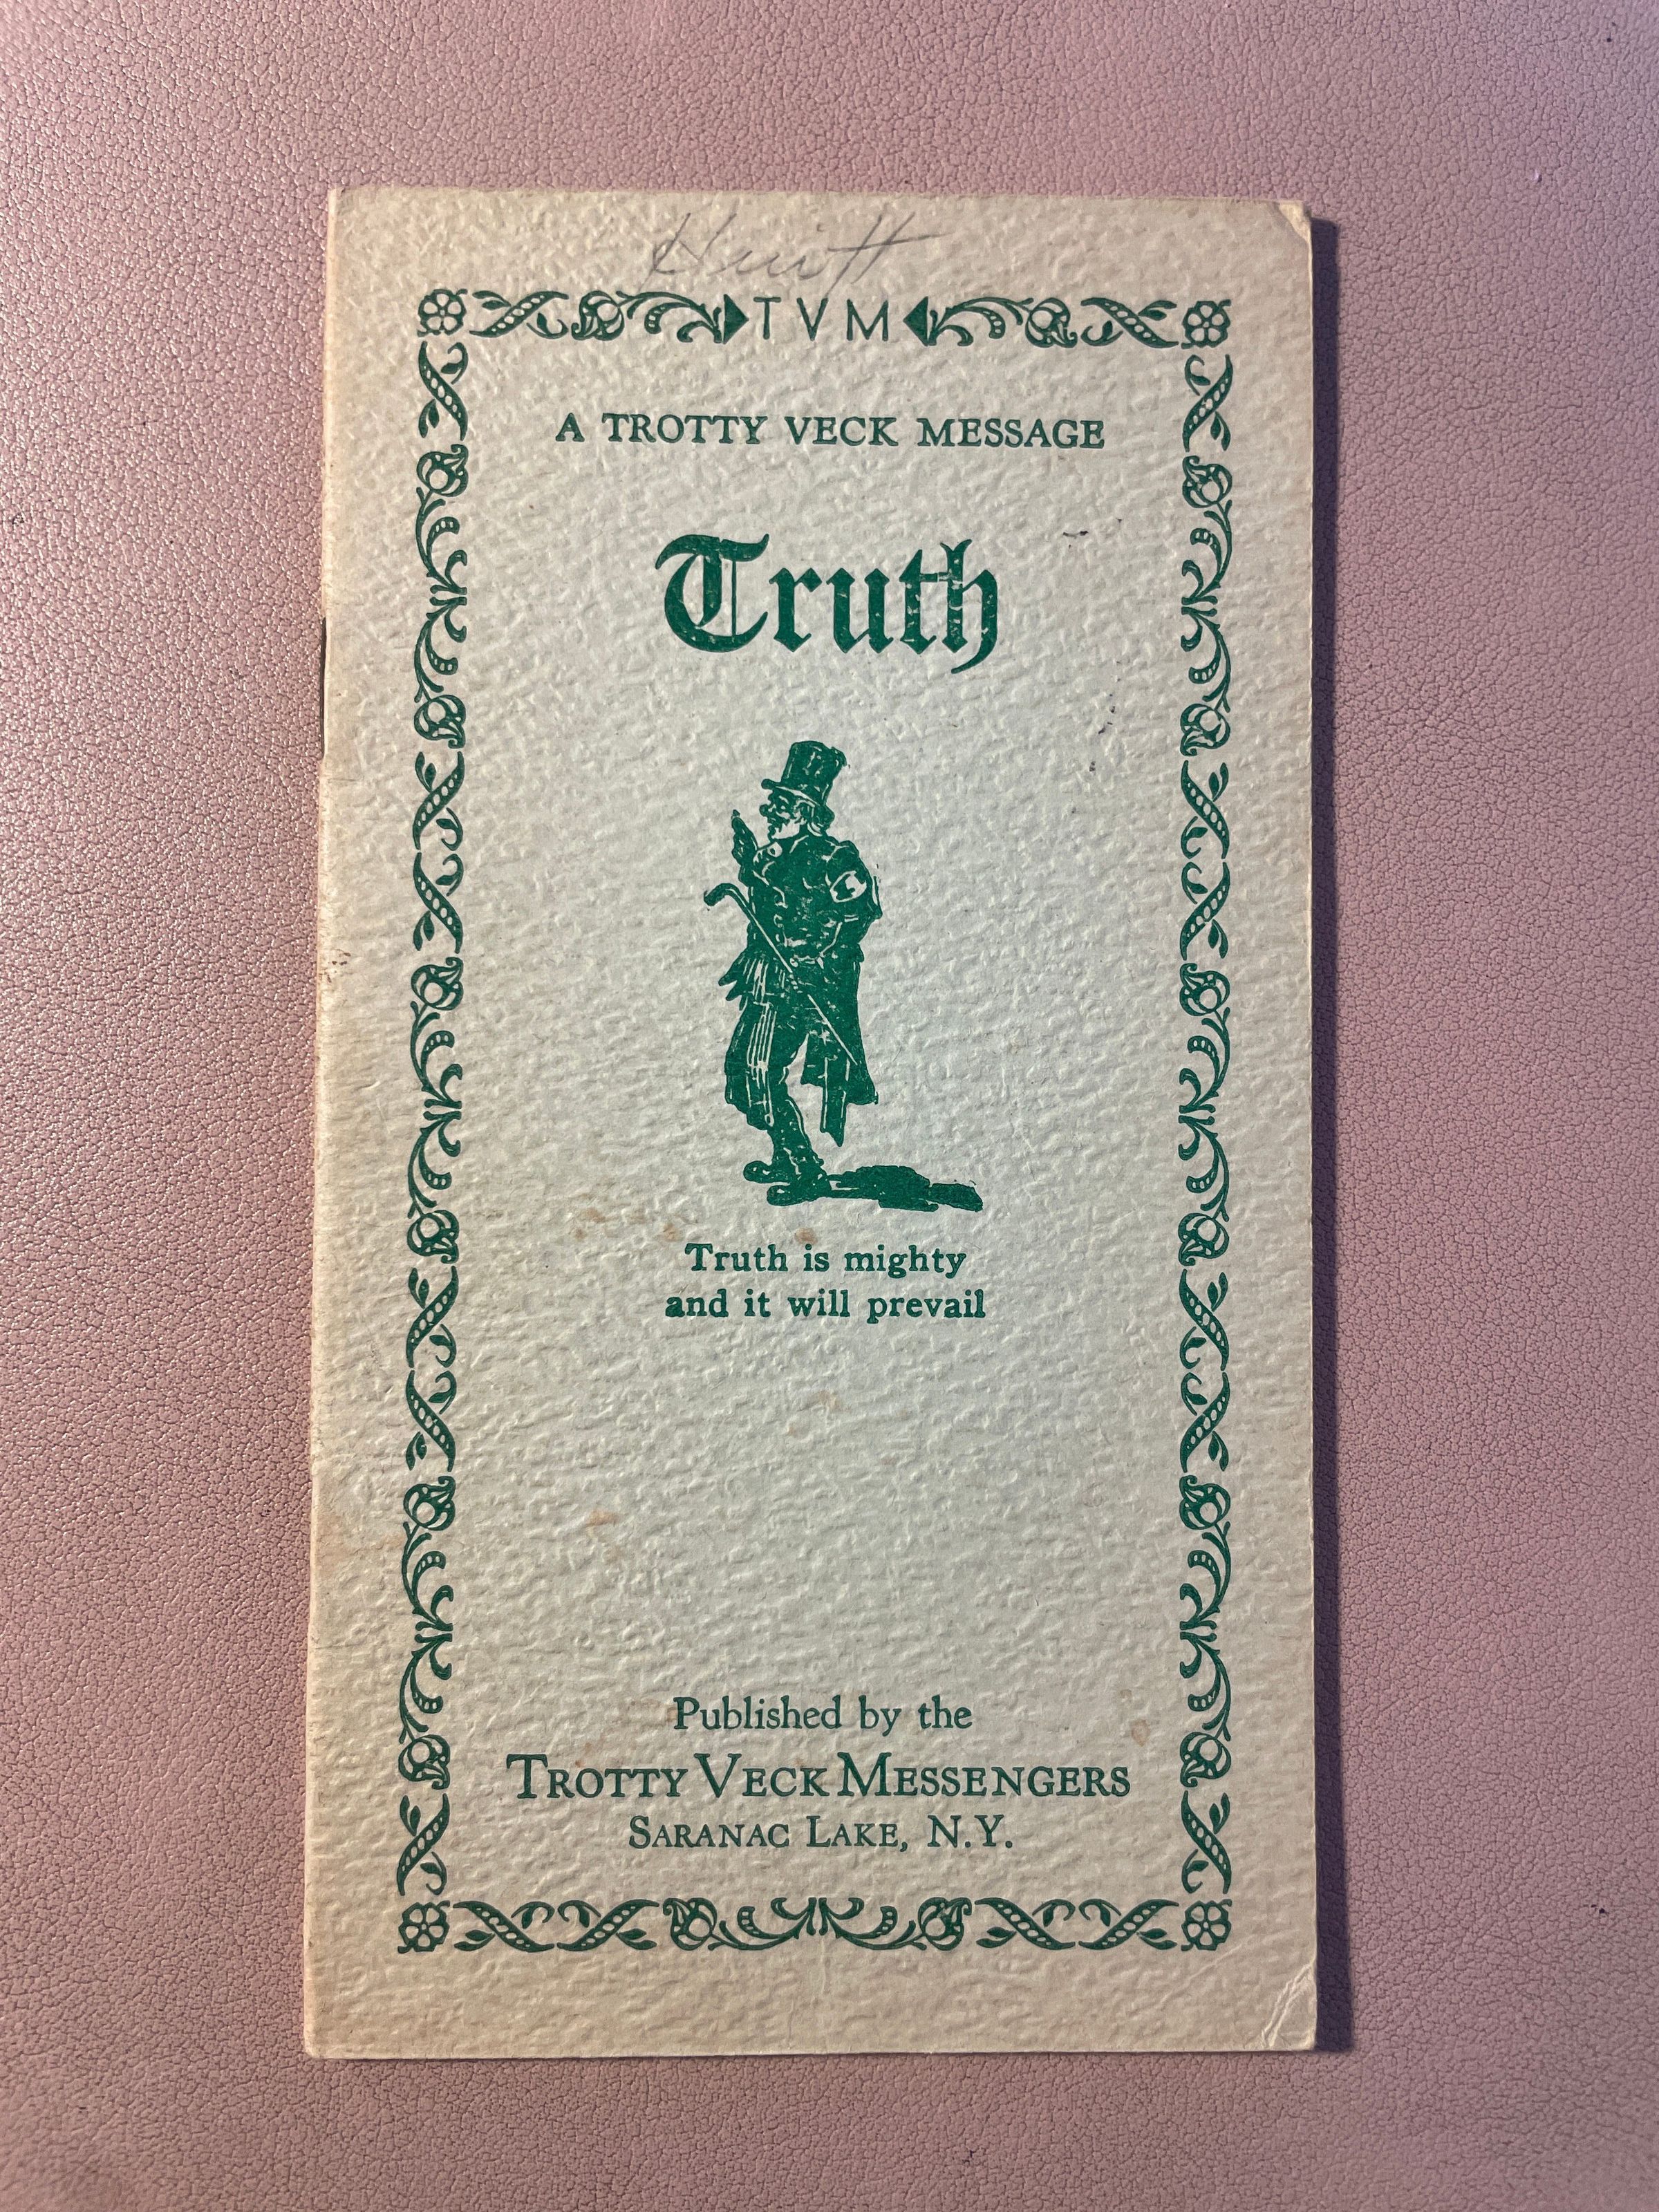 TVM
A TROTTY VECK MESSAGE
Truth
Truth is mighty
and it will prevail
Published by the
TROTTY VECK MESSENGERS
SARANAC LAKE, N.Y.